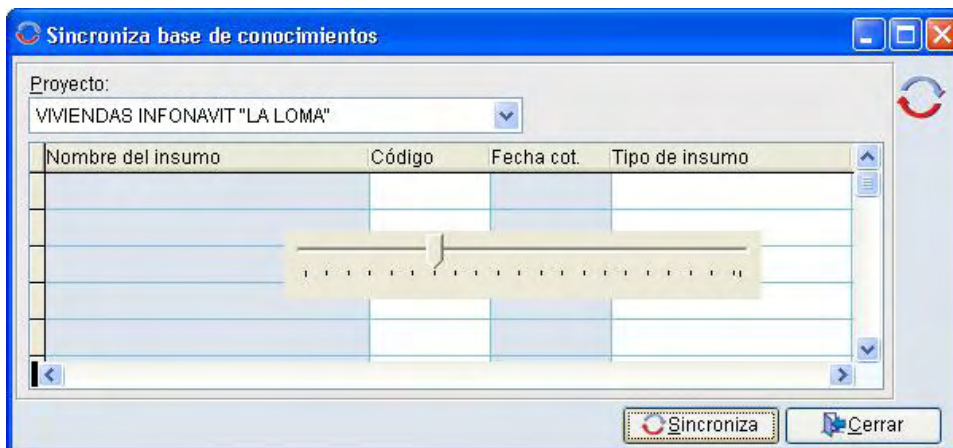 Sincroniza base de conocimientos
Proyecto:
VIVIENDAS INFONAVIT "LA LOMA"
Nombre del insumo Código Fecha cot. Tipo de insumo
Sincroniza Cerrar